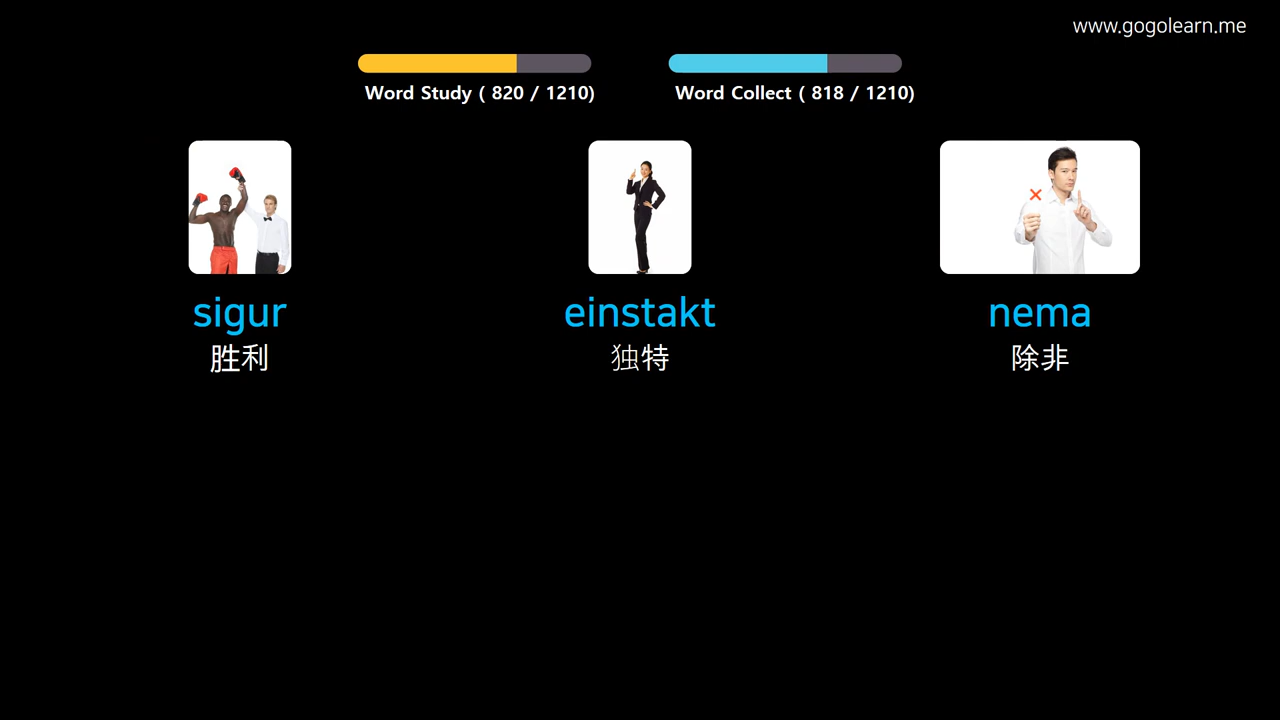 www.gogolearn.me
Word Study ( 820 / 1210)
Word Collect ( 818 / 1210)
sigur
einstakt
nema
胜利
独特
除非